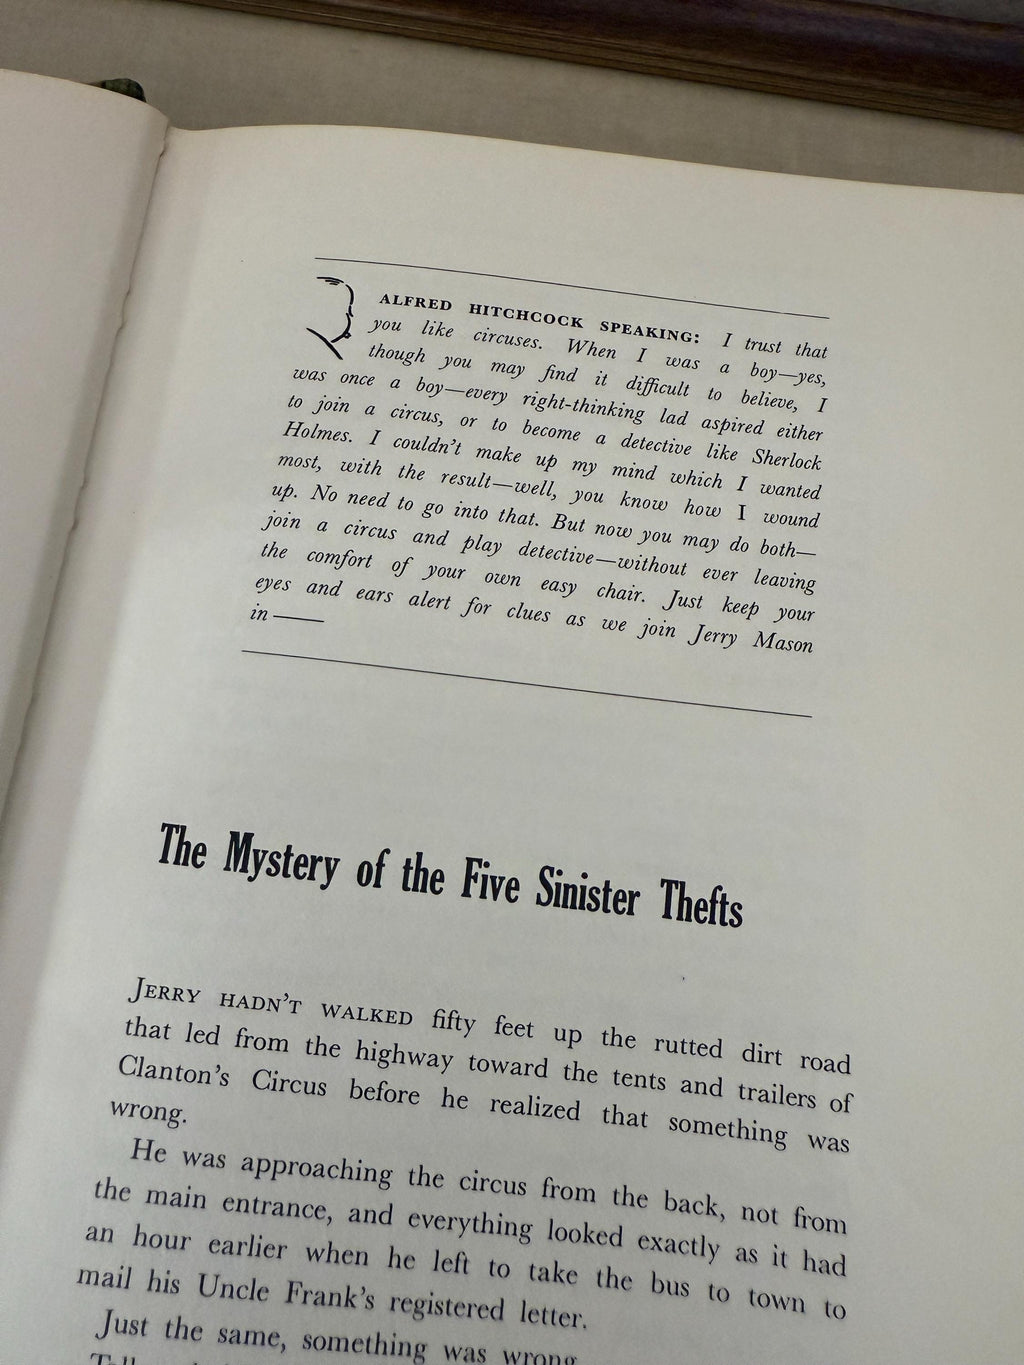 ALFRED HITCHCOCK SPEAKING: I trust that
you like circuses. When I was a boy—yes,
though you may find it difficult to believe, I
was once a boy—every right-thinking lad aspired either
to join a circus, or to become a detective like Sherlock
Holmes. I couldn't make up my mind which I wanted
most, with the result—well, you know how I wound
up. No need to go into that. But now you may do both—
join a circus and play detective—without ever leaving
the comfort of your own easy chair. Just keep your
eyes and ears alert for clues as we join Jerry Mason
in——
The Mystery of the Five Sinister Thefts
JERRY HADN'T WALKED fifty feet up the rutted dirt road
that led from the highway toward the tents and trailers of
Clanton's Circus before he realized that something was
wrong.
He was approaching the circus from the back, not from
the main entrance, and everything looked exactly as it had
an hour earlier when he left to take the bus to town to
mail his Uncle Frank's registered letter.
Just the same, something was wrong.